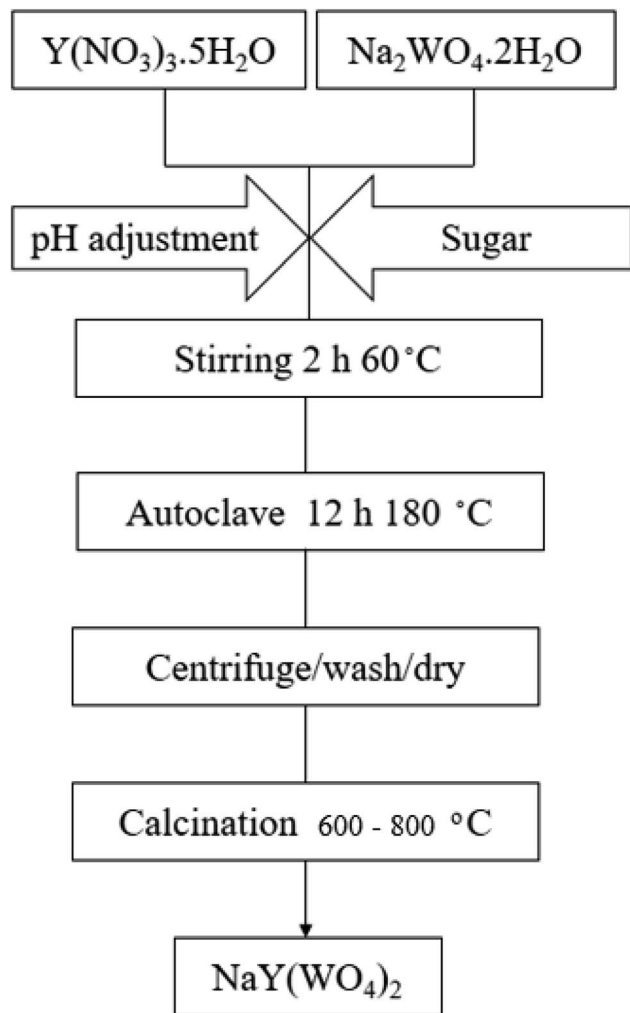 Y(NO₃)₃.5H₂O
Na₂WO₄.2H₂O
pH adjustment
Sugar
Stirring 2 h 60˚C
Autoclave 12 h 180 ˚C
Centrifuge/wash/dry
Calcination 600 - 800 ⁰C
NaY(WO₄)₂